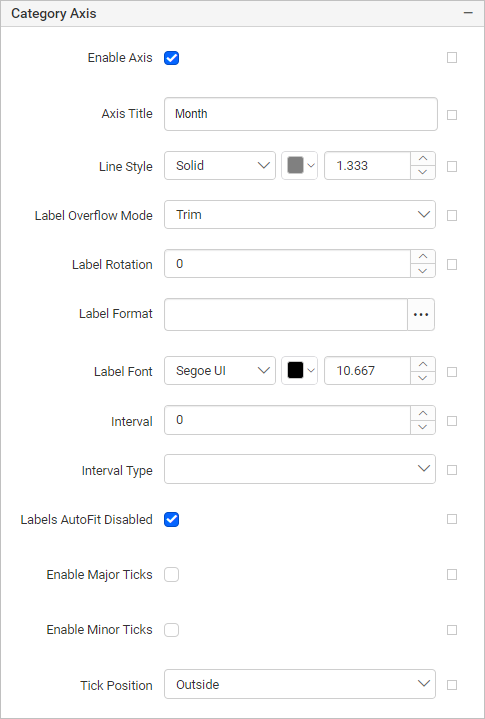 Category Axis
Enable Axis
Axis Title Month
Line Style Solid 1.333
Label Overflow Mode Trim
Label Rotation 0
Label Format ...
Label Font Segoe UI 10.667
Interval 0
Interval Type
Labels AutoFit Disabled
Enable Major Ticks
Enable Minor Ticks
Tick Position Outside